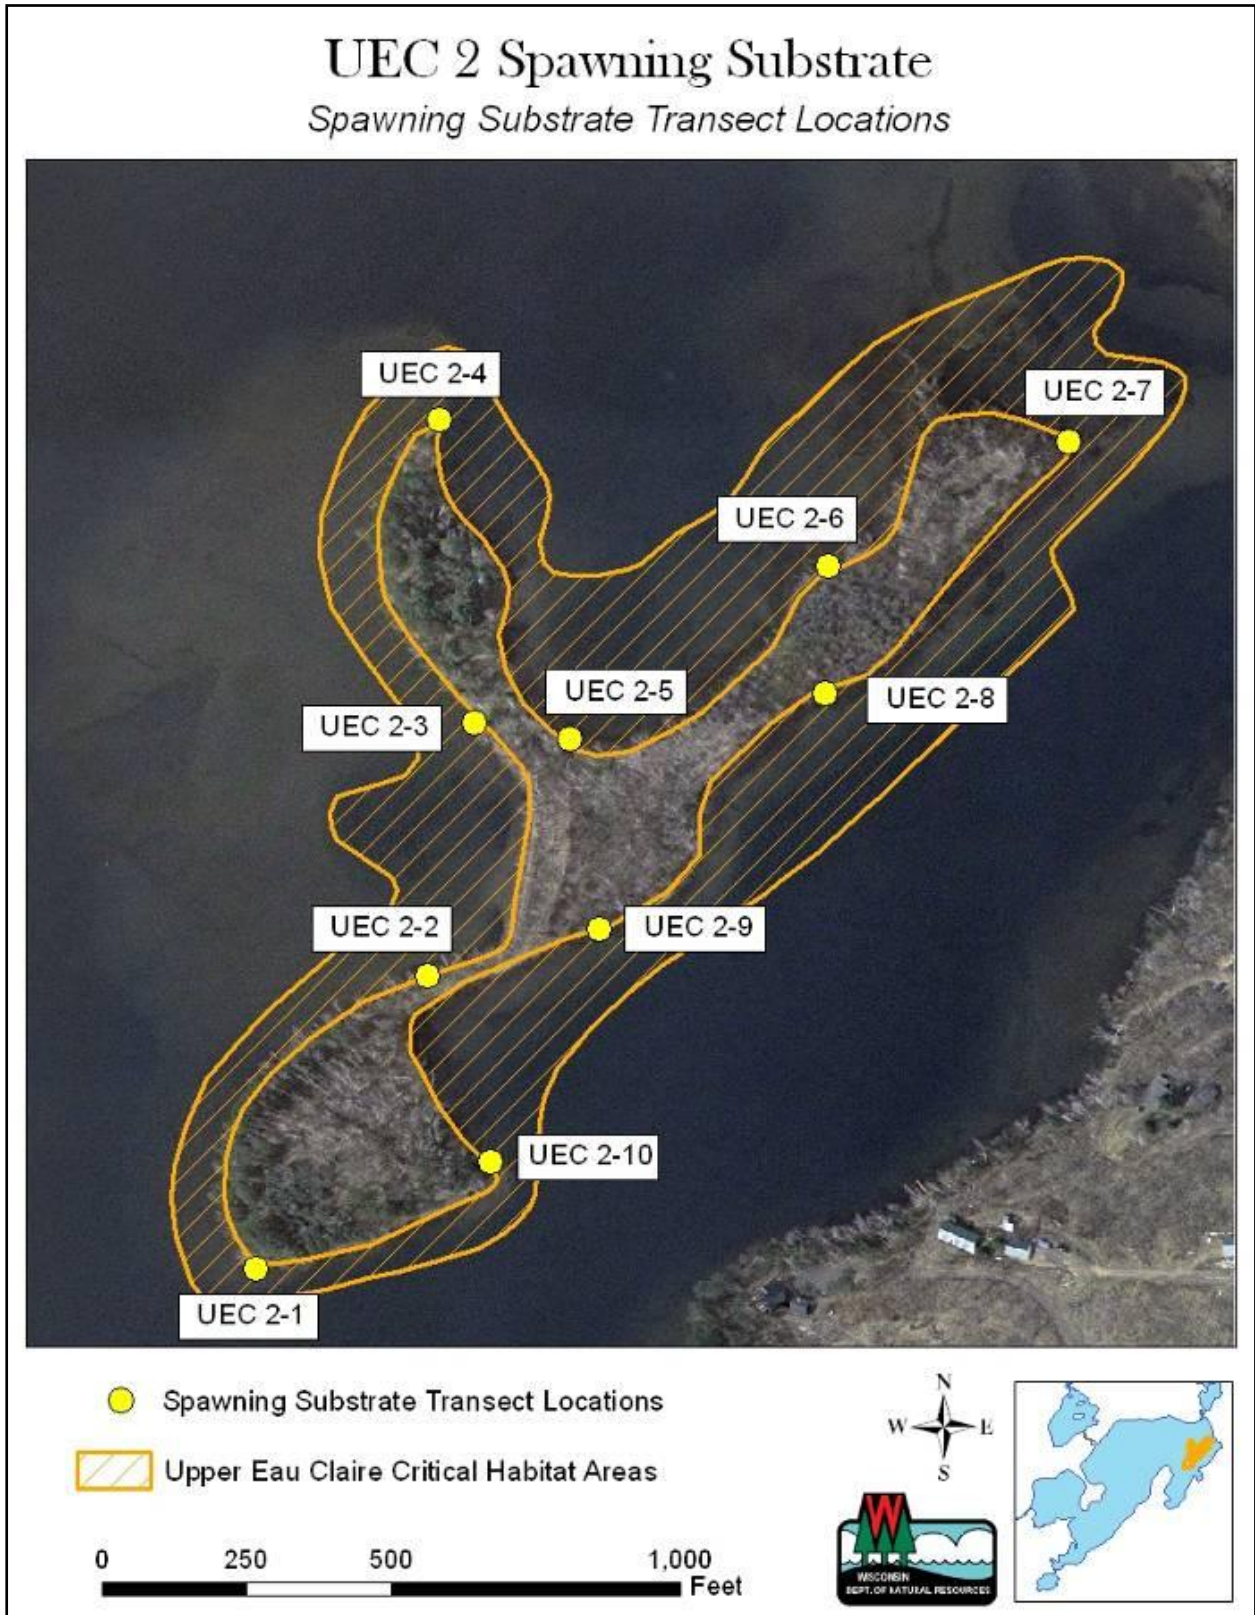 UEC 2 Spawning Substrate
Spawning Substrate Transect Locations
UEC 2-4
UEC 2-7
UEC 2-6
UEC 2-5
UEC 2-8
UEC 2-3
UEC 2-2
UEC 2-9
UEC 2-10
UEC 2-1
Spawning Substrate Transect Locations
Upper Eau Claire Critical Habitat Areas
0 250 500 1,000
Feet
N
W E
S
W
WISCONSIN
DEPT. OF NATURAL RESOURCES